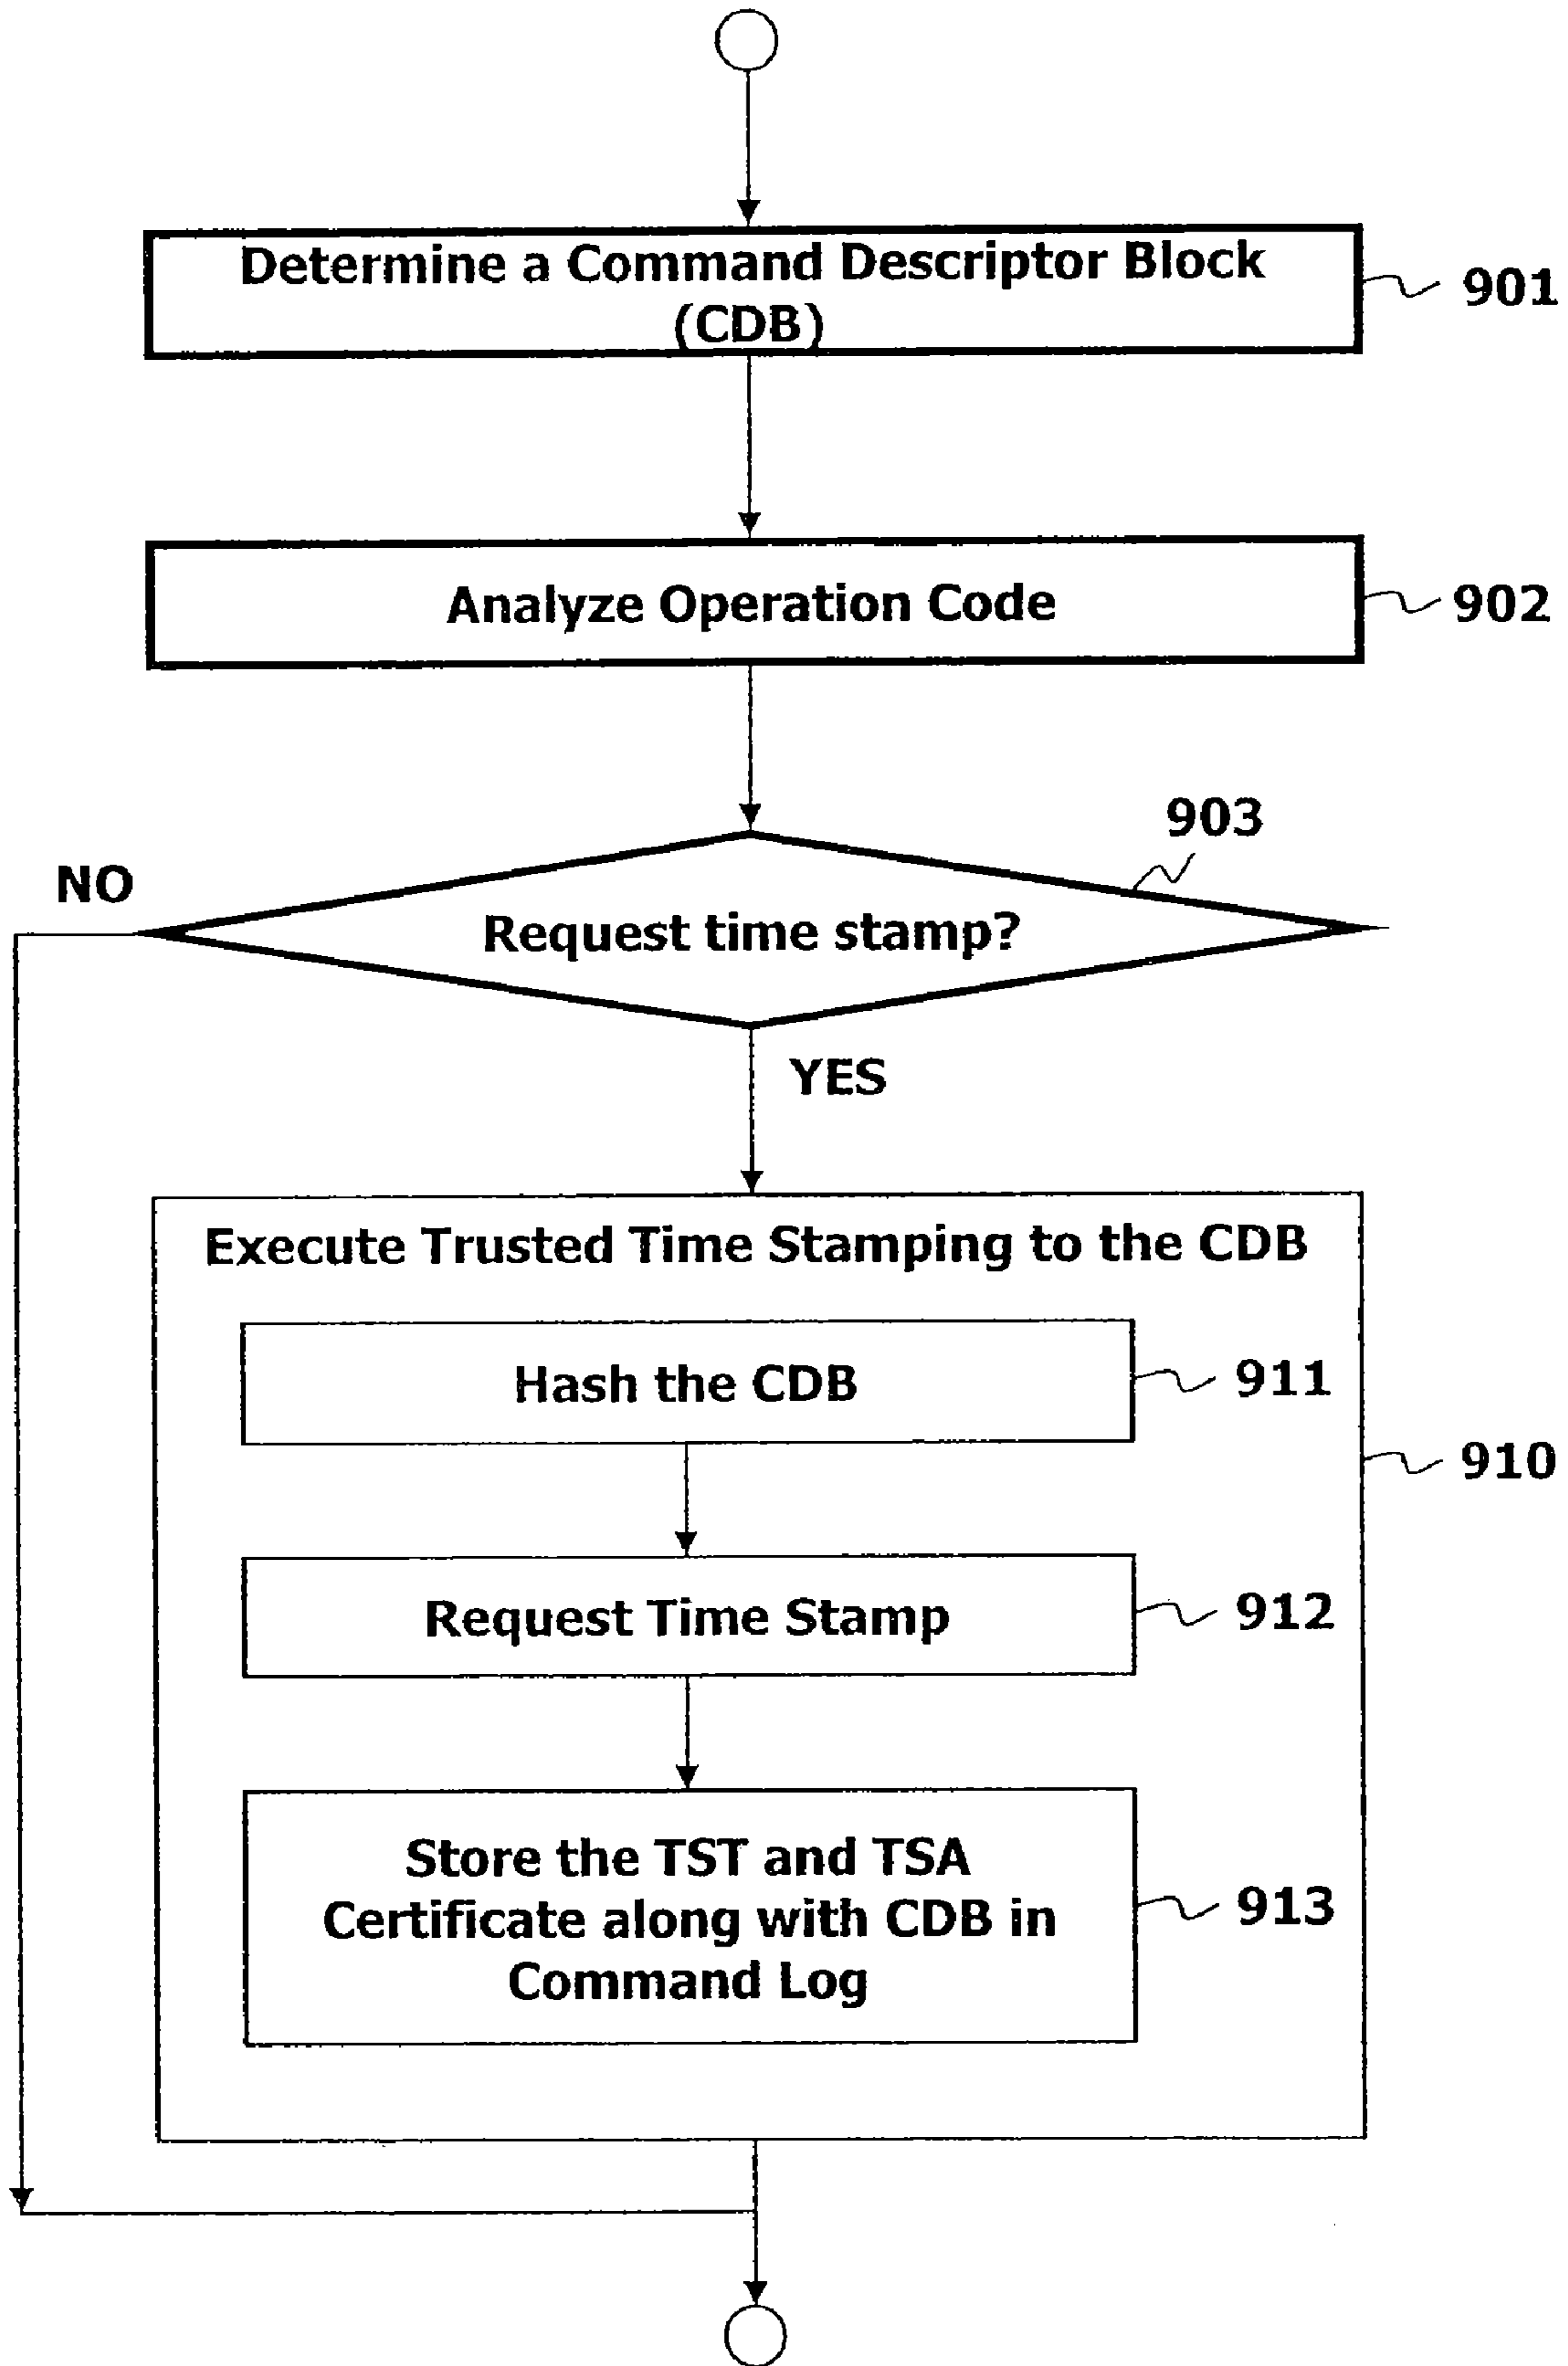 Determine a Command Descriptor Block
(CDB)
901
Analyze Operation Code
902
903
NO
Request time stamp?
YES
Execute Trusted Time Stamping to the CDB
Hash the CDB
911
910
Request Time Stamp
912
Store the TST and TSA
Certificate along with CDB in
Command Log
913